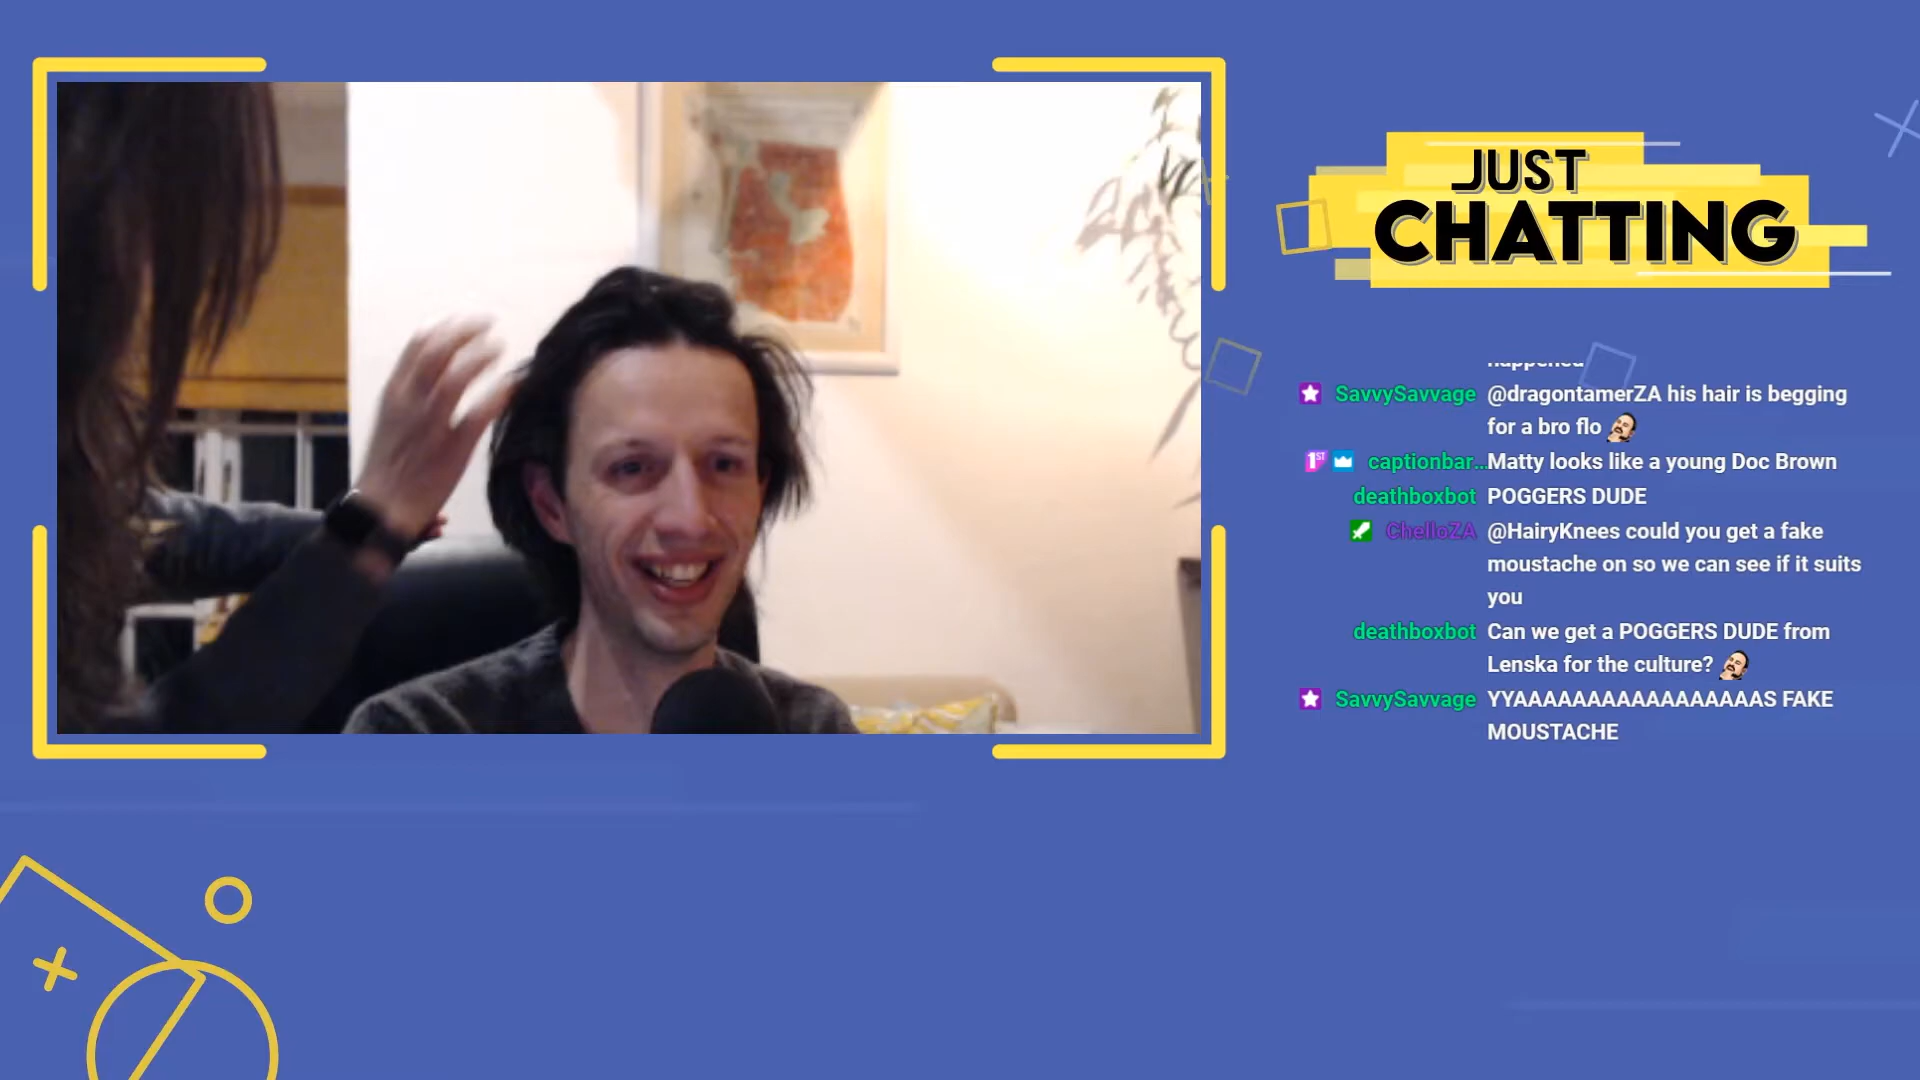 JUST
CHATTING
happened
SavvySavvage @dragontamerZA his hair is begging
for a bro flo
1ST captionbar... Matty looks like a young Doc Brown
deathboxbot POGGERS DUDE
ChelloZA @HairyKnees could you get a fake
moustache on so we can see if it suits
you
deathboxbot Can we get a POGGERS DUDE from
Lenska for the culture?
SavvySavvage YYAAAAAAAAAAAAAAAAAS FAKE
MOUSTACHE